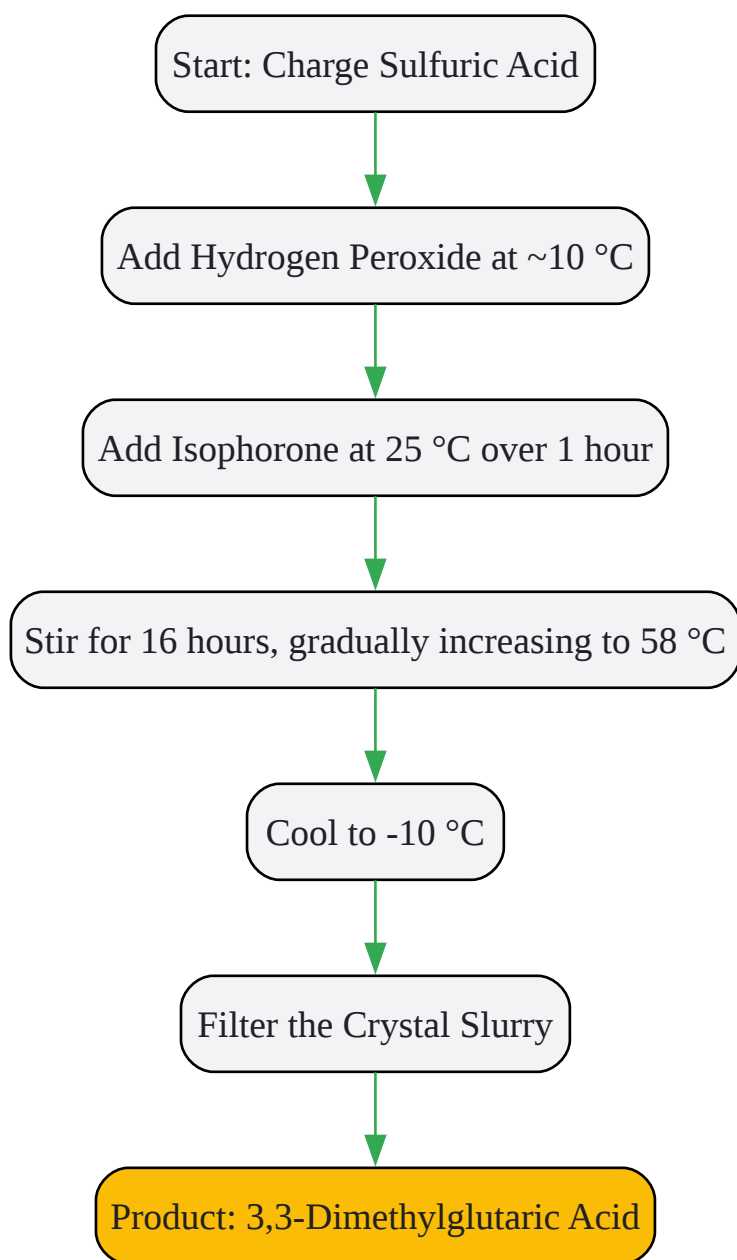 Start: Charge Sulfuric Acid
Add Hydrogen Peroxide at ~10 °C
Add Isophorone at 25 °C over 1 hour
Stir for 16 hours, gradually increasing to 58 °C
Cool to -10 °C
Filter the Crystal Slurry
Product: 3,3-Dimethylglutaric Acid